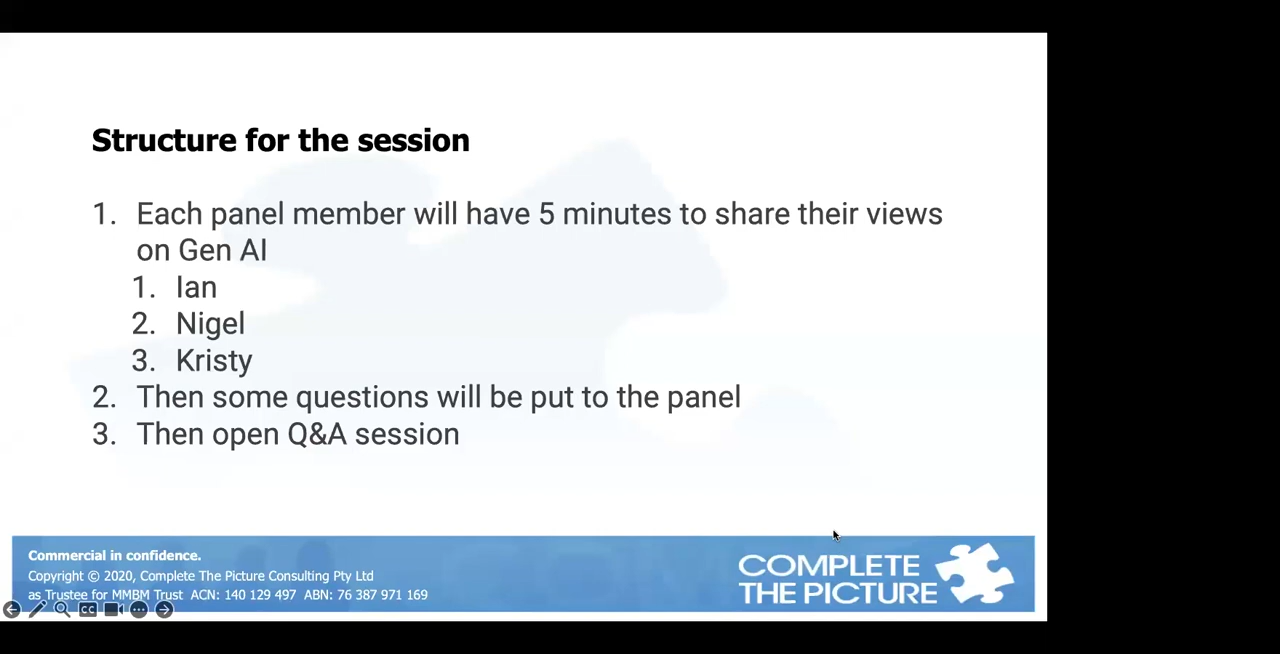 Structure for the session
1. Each panel member will have 5 minutes to share their views
on Gen AI
1. Ian
2. Nigel
3. Kristy
2. Then some questions will be put to the panel
3. Then open Q&A session
Commercial in confidence.
Copyright © 2020, Complete The Picture Consulting Pty Ltd
as Trustee for MMBM Trust ACN: 140 129 497 ABN: 76 387 971 169
CC
COMPLETE
THE PICTURE